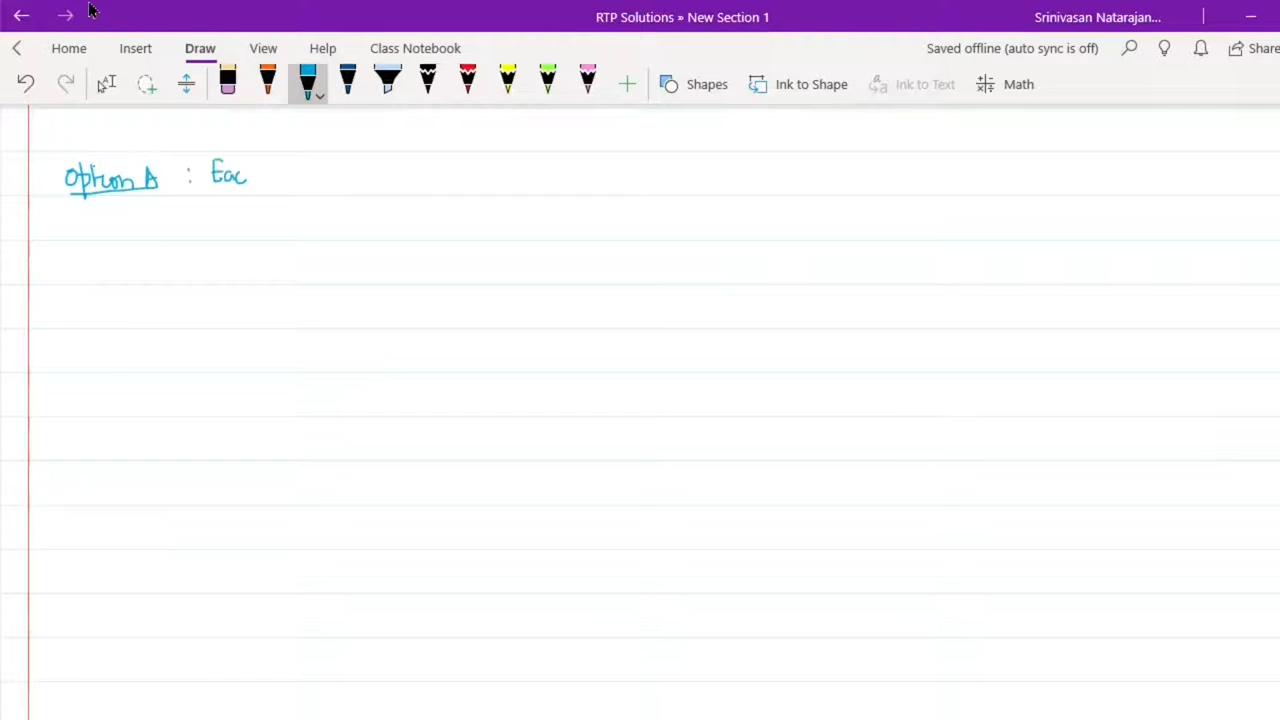 RTP Solutions » New Section 1 Srinivasan Natarajan...
Home Insert Draw View Help Class Notebook Saved offline (auto sync is off) Share
Shapes Ink to Shape Ink to Text Math
Option A : Eac